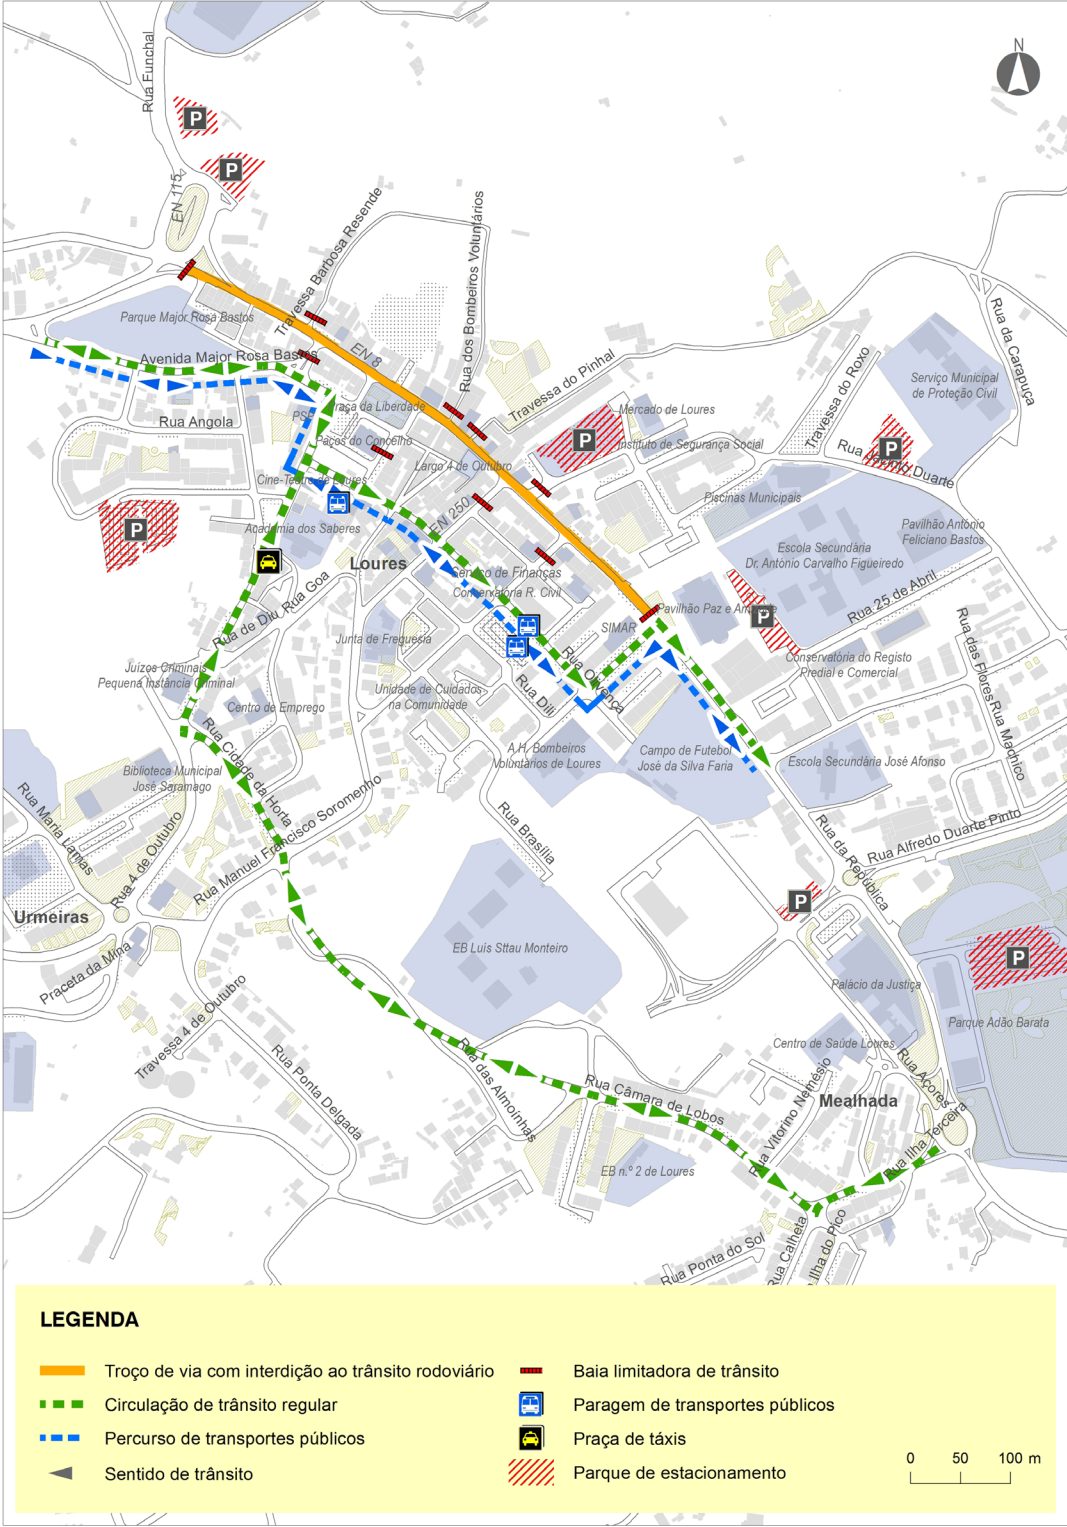 N
Rua Funchal
P
P
EN 115
Travessa Barbosa Resende
Rua dos Bombeiros Voluntários
Parque Major Rosa Bastos
Avenida Major Rosa Bastos
EN 8
Travessa do Pinhal
Rua da Carapuça
Serviço Municipal
de Proteção Civil
Travessa do Roxo
PSP
Praça da Liberdade
Mercado de Loures
Rua Angola
Paços do Concelho
P
Instituto de Segurança Social
P
Rua Jacinto Duarte
Cine-Teatro de Loures
Largo 4 de Outubro
Piscinas Municipais
EN 250
P
Academia dos Saberes
Pavilhão António
Feliciano Bastos
Escola Secundária
Dr. António Carvalho Figueiredo
Loures
Serviço de Finanças
Conservatória R. Civil
Rua 25 de Abril
Rua de Diu
Rua Goa
Pavilhão Paz e Amizade
P
SIMAR
Junta de Freguesia
Rua das Flores
Juízos Criminais
Pequena Instância Criminal
Conservatória do Registo
Predial e Comercial
Rua Olivença
Rua Dili
Unidade de Cuidados
na Comunidade
Centro de Emprego
Rua Machico
Rua Cidade da Horta
A.H. Bombeiros
Voluntários de Loures
Campo de Futebol
José da Silva Faria
Escola Secundária José Afonso
Biblioteca Municipal
José Saramago
Rua Maria Lamas
Rua 4 de Outubro
Rua Manuel Francisco Soromenho
Rua Brasília
Rua da República
Rua Alfredo Duarte Pinto
P
Urmeiras
EB Luis Sttau Monteiro
P
Praceta da Mina
Palácio da Justiça
Travessa 4 de Outubro
Parque Adão Barata
Centro de Saúde Loures
Rua Ponta Delgada
Rua das Almoínhas
Rua Câmara de Lobos
Rua Vitorino Nemésio
Rua Açores
Mealhada
Rua Ilha Terceira
EB n.º 2 de Loures
Rua Ponta do Sol
Rua Calheta
Ilha do Pico
LEGENDA
Troço de via com interdição ao trânsito rodoviário
Circulação de trânsito regular
Percurso de transportes públicos
Sentido de trânsito
Baia limitadora de trânsito
Paragem de transportes públicos
Praça de táxis
Parque de estacionamento
0 50 100 m